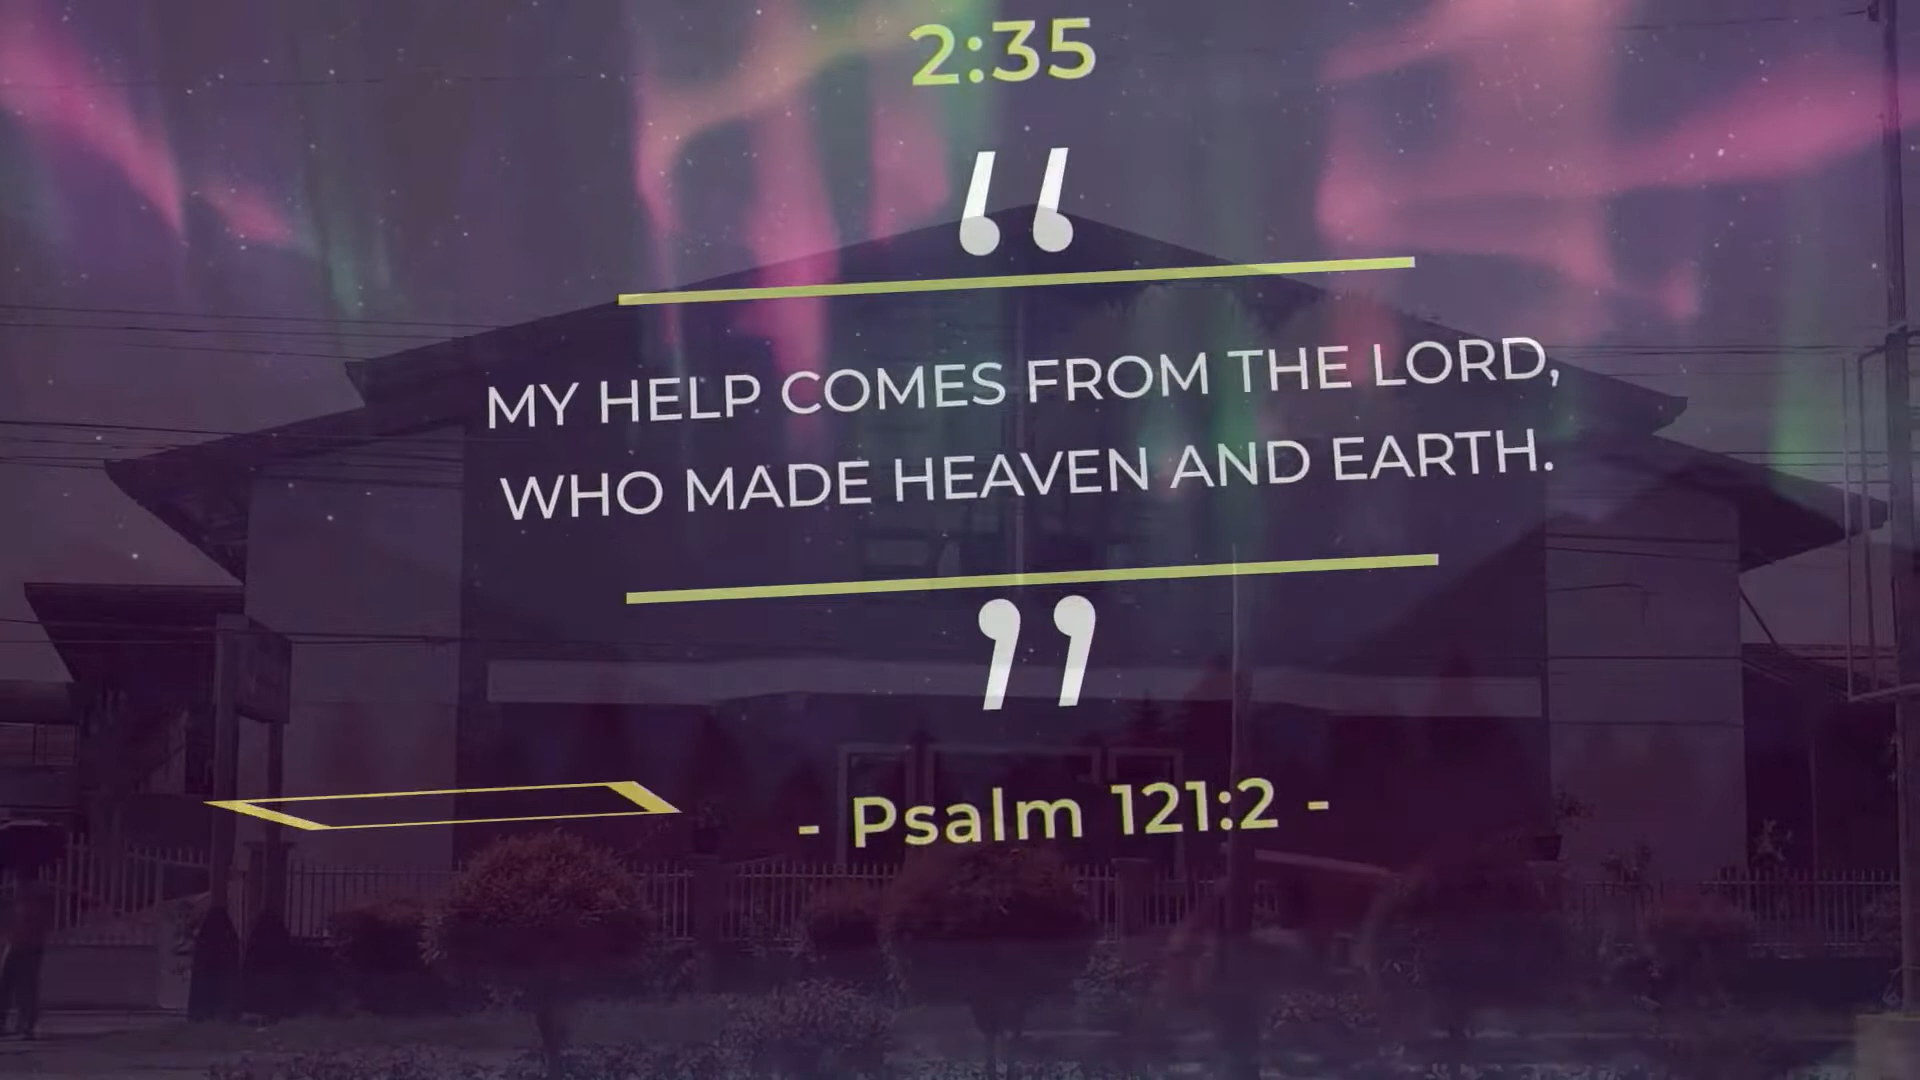 2:35
“
MY HELP COMES FROM THE LORD,
WHO MADE HEAVEN AND EARTH.
”
- Psalm 121:2 -